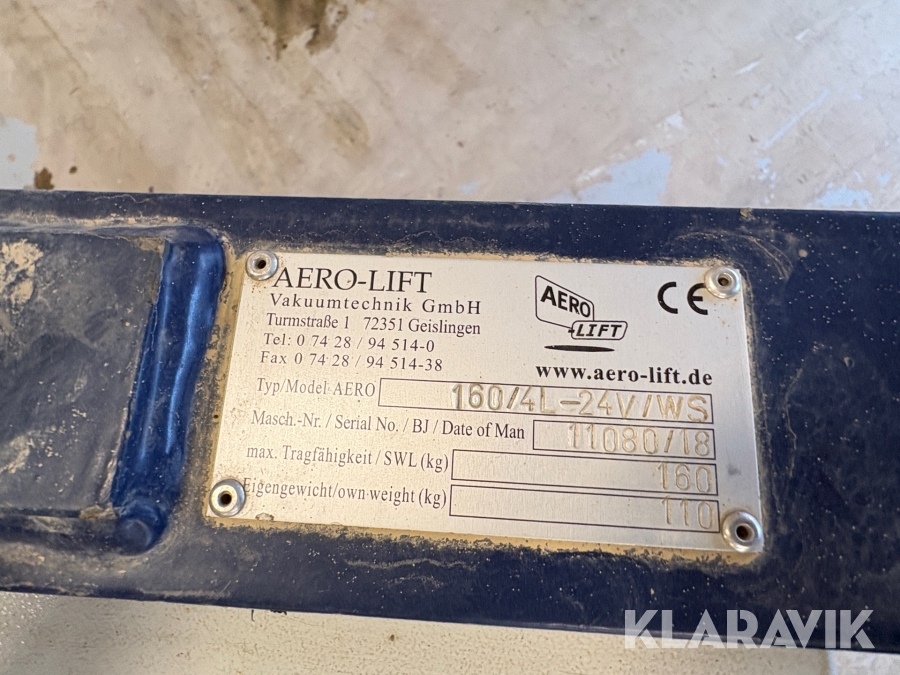 AERO-LIFT
Vakuumtechnik GmbH
Turmstraße 1 72351 Geislingen
Tel: 0 74 28 / 94 514-0
Fax 0 74 28 / 94 514-38
AERO
LIFT
CE
www.aero-lift.de
Typ/Model AERO 160/4L-24V/WS
Masch.-Nr. / Serial No. / BJ / Date of Man 11080/18
max. Tragfähigkeit / SWL (kg) 160
Eigengewicht/own weight (kg) 110
KLARAVIK